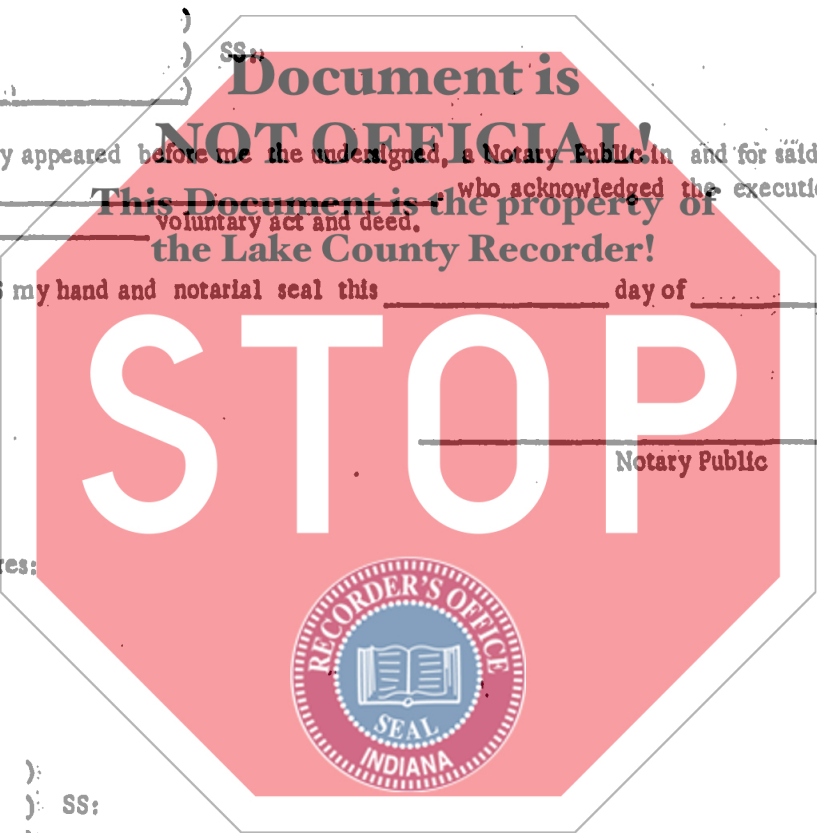 )
) SS:
)
Document is
NOT OFFICIAL!
y appeared before me the undersigned, a Notary Public in and for said
who acknowledged the executi
This Document is the property of
voluntary act and deed.
the Lake County Recorder!
s my hand and notarial seal this day of
STOP
Notary Public
res:
RECORDER'S OFFICE
SEAL
INDIANA
)
) SS:
)